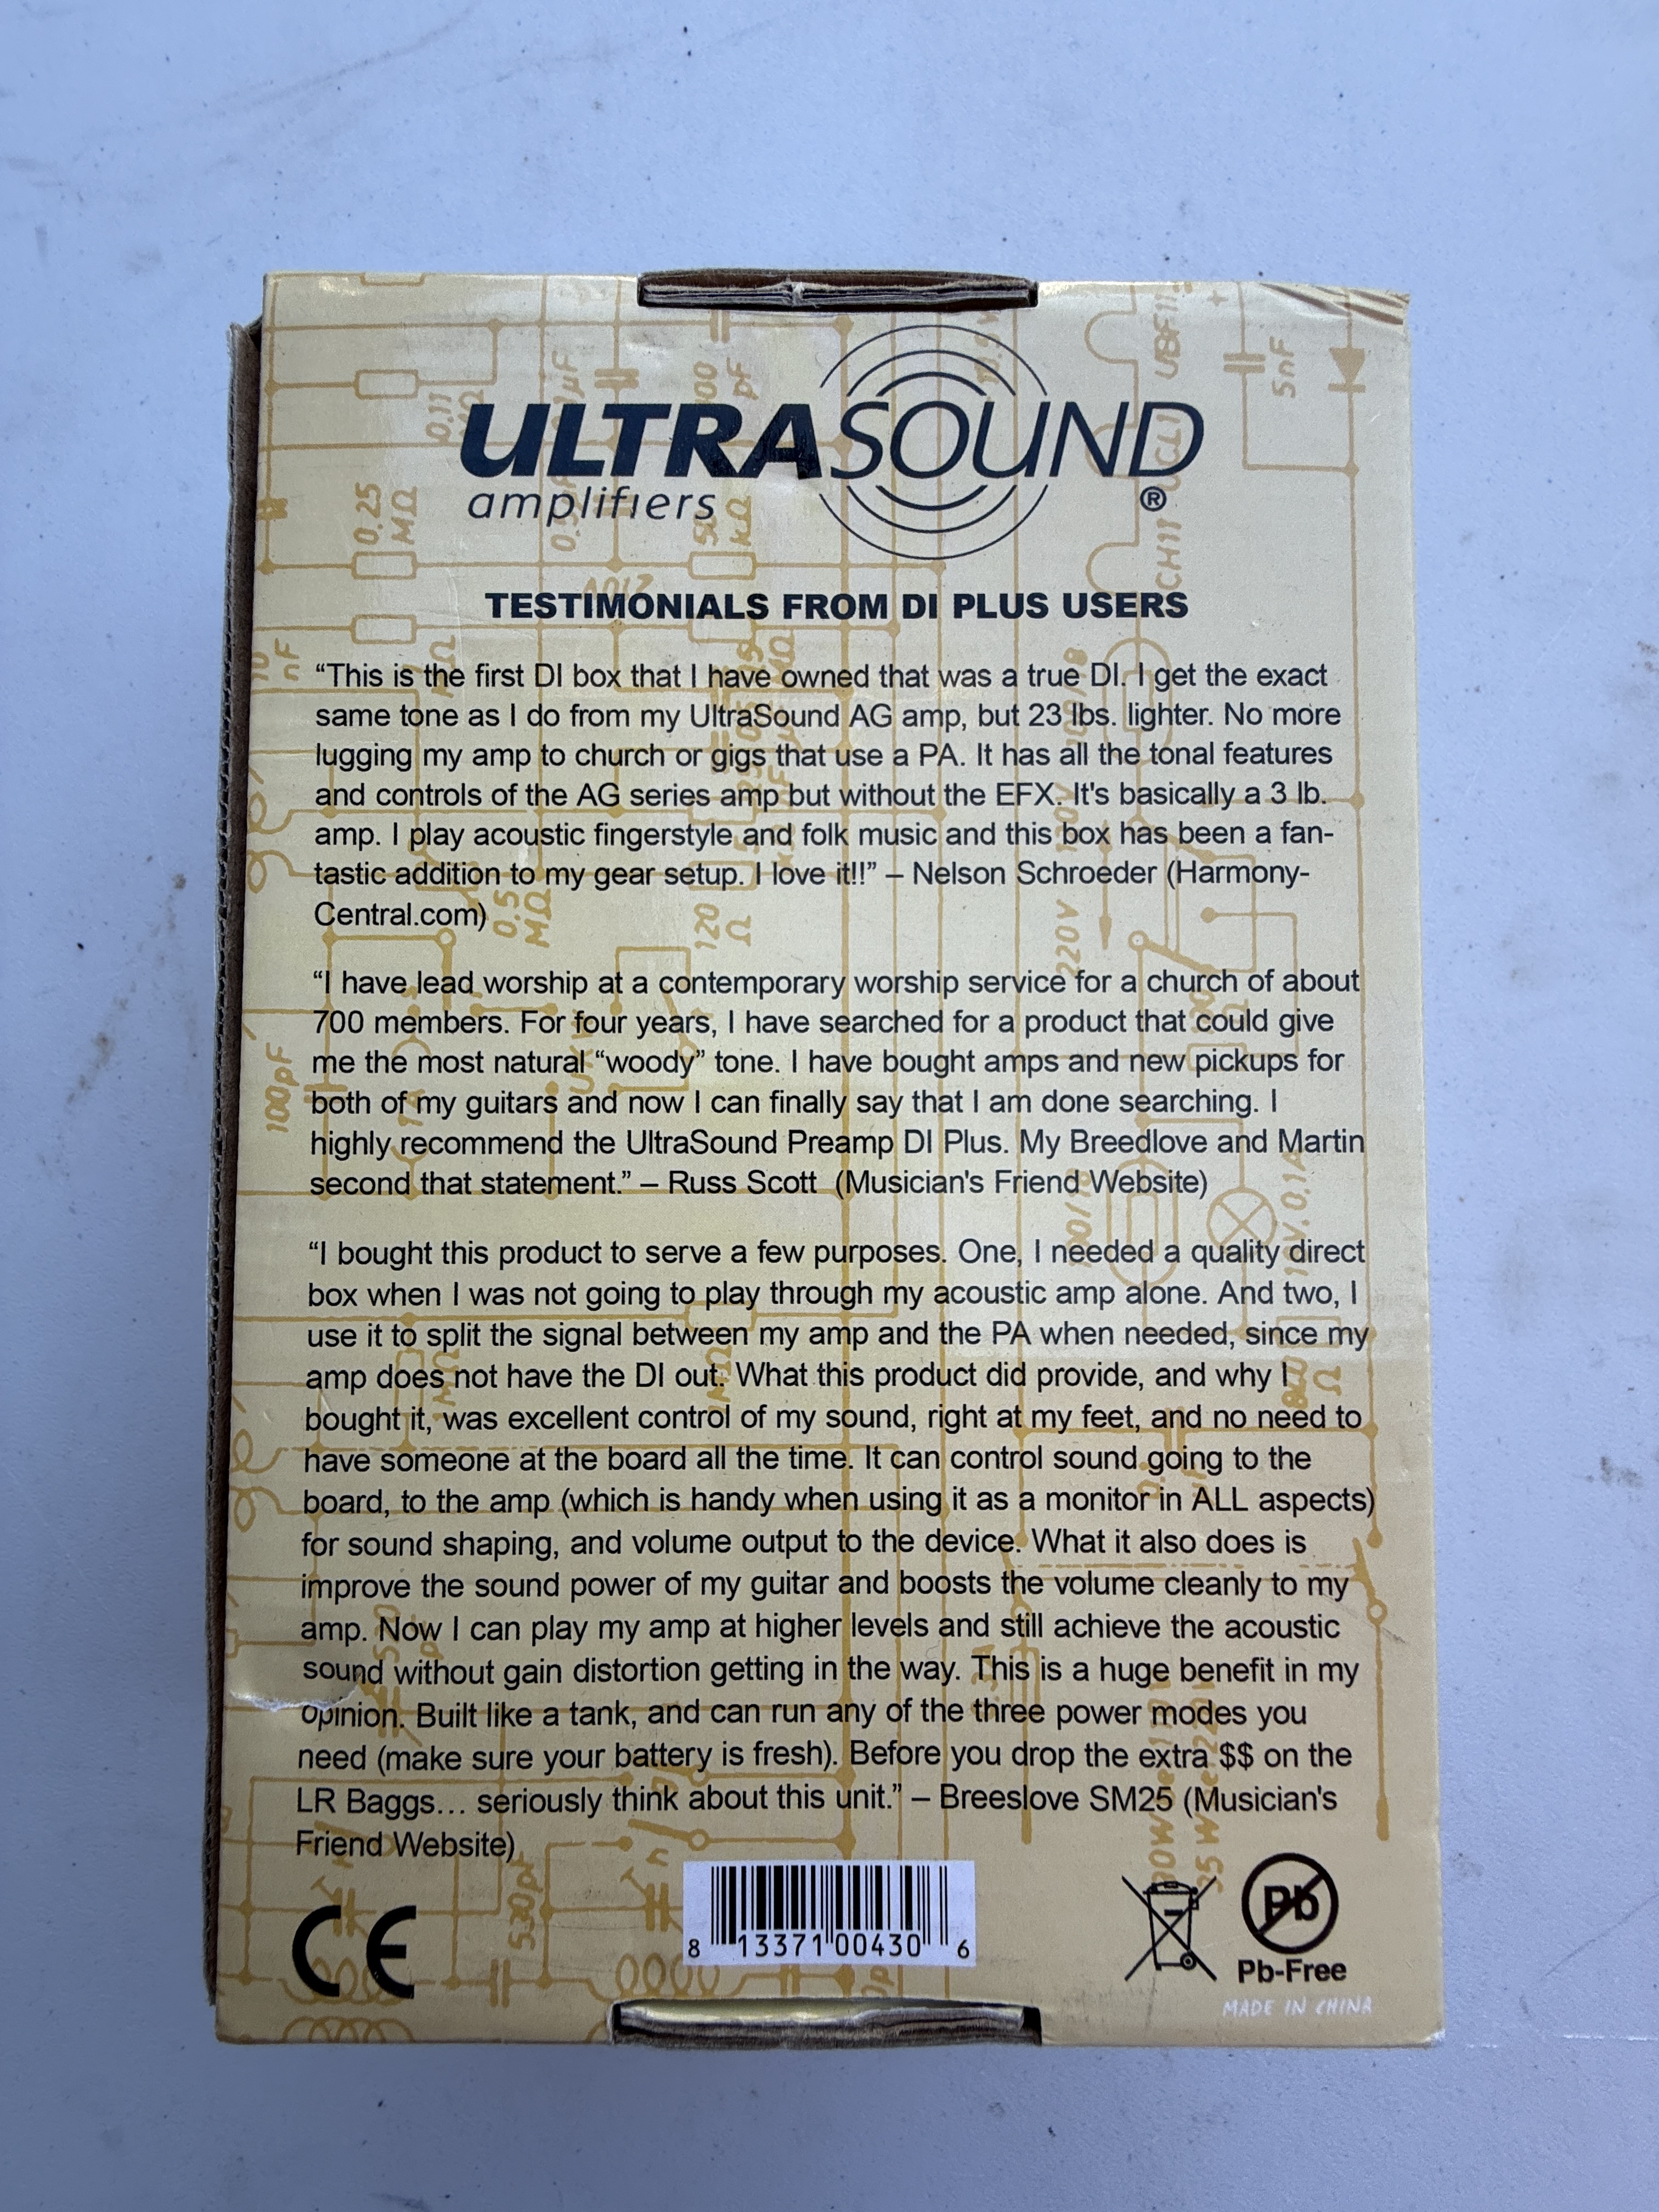 ULTRASOUND
amplifiers ®
TESTIMONIALS FROM DI PLUS USERS
“This is the first DI box that I have owned that was a true DI. I get the exact
same tone as I do from my UltraSound AG amp, but 23 lbs. lighter. No more
lugging my amp to church or gigs that use a PA. It has all the tonal features
and controls of the AG series amp but without the EFX. It's basically a 3 lb.
amp. I play acoustic fingerstyle and folk music and this box has been a fan-
tastic addition to my gear setup. I love it!!” – Nelson Schroeder (Harmony-
Central.com)
“I have lead worship at a contemporary worship service for a church of about
700 members. For four years, I have searched for a product that could give
me the most natural “woody” tone. I have bought amps and new pickups for
both of my guitars and now I can finally say that I am done searching. I
highly recommend the UltraSound Preamp DI Plus. My Breedlove and Martin
second that statement.” – Russ Scott (Musician's Friend Website)
“I bought this product to serve a few purposes. One, I needed a quality direct
box when I was not going to play through my acoustic amp alone. And two, I
use it to split the signal between my amp and the PA when needed, since my
amp does not have the DI out. What this product did provide, and why I
bought it, was excellent control of my sound, right at my feet, and no need to
have someone at the board all the time. It can control sound going to the
board, to the amp (which is handy when using it as a monitor in ALL aspects)
for sound shaping, and volume output to the device. What it also does is
improve the sound power of my guitar and boosts the volume cleanly to my
amp. Now I can play my amp at higher levels and still achieve the acoustic
sound without gain distortion getting in the way. This is a huge benefit in my
opinion. Built like a tank, and can run any of the three power modes you
need (make sure your battery is fresh). Before you drop the extra $$ on the
LR Baggs... seriously think about this unit.” – Breeslove SM25 (Musician's
Friend Website)
CE
8 13371 00430 6
Pb
Pb-Free
MADE IN CHINA
0.25
MΩ
0.5
MΩ
120
Ω
220V
100pF
5nF